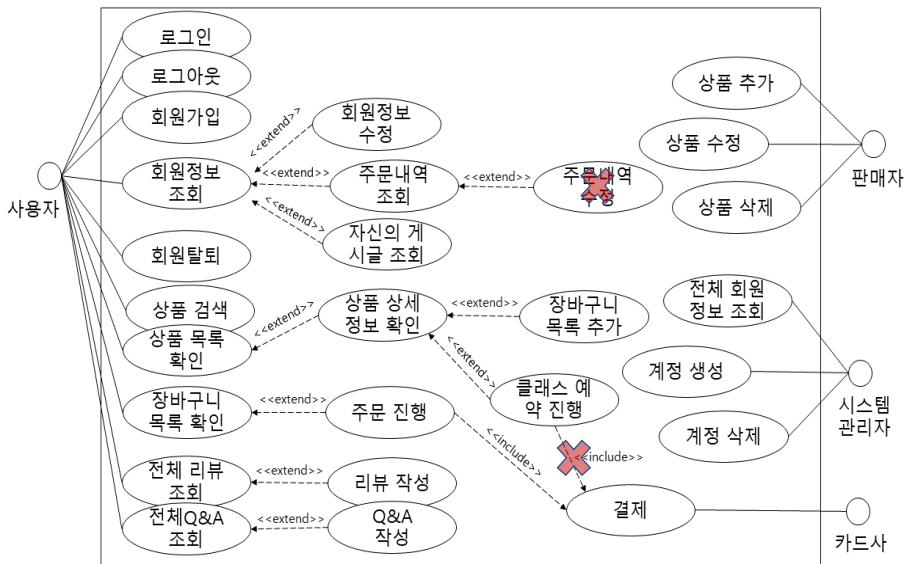 로그인
로그아웃
회원가입
회원정보
조회
회원탈퇴
상품 검색
상품 목록
확인
장바구니
목록 확인
전체 리뷰
조회
전체Q&A
조회
사용자
<<extend>>
회원정보
수정
<<extend>>
주문내역
조회
<<extend>>
자신의 게
시글 조회
<<extend>>
주문내역
<<extend>>
상품 상세
정보 확인
<<extend>>
장바구니
목록 추가
<<extend>>
클래스 예
약 진행
<<extend>>
주문 진행
<<include>>
<<include>>
결제
<<extend>>
리뷰 작성
<<extend>>
Q&A
작성
상품 추가
상품 수정
상품 삭제
판매자
전체 회원
정보 조회
계정 생성
계정 삭제
시스템
관리자
카드사